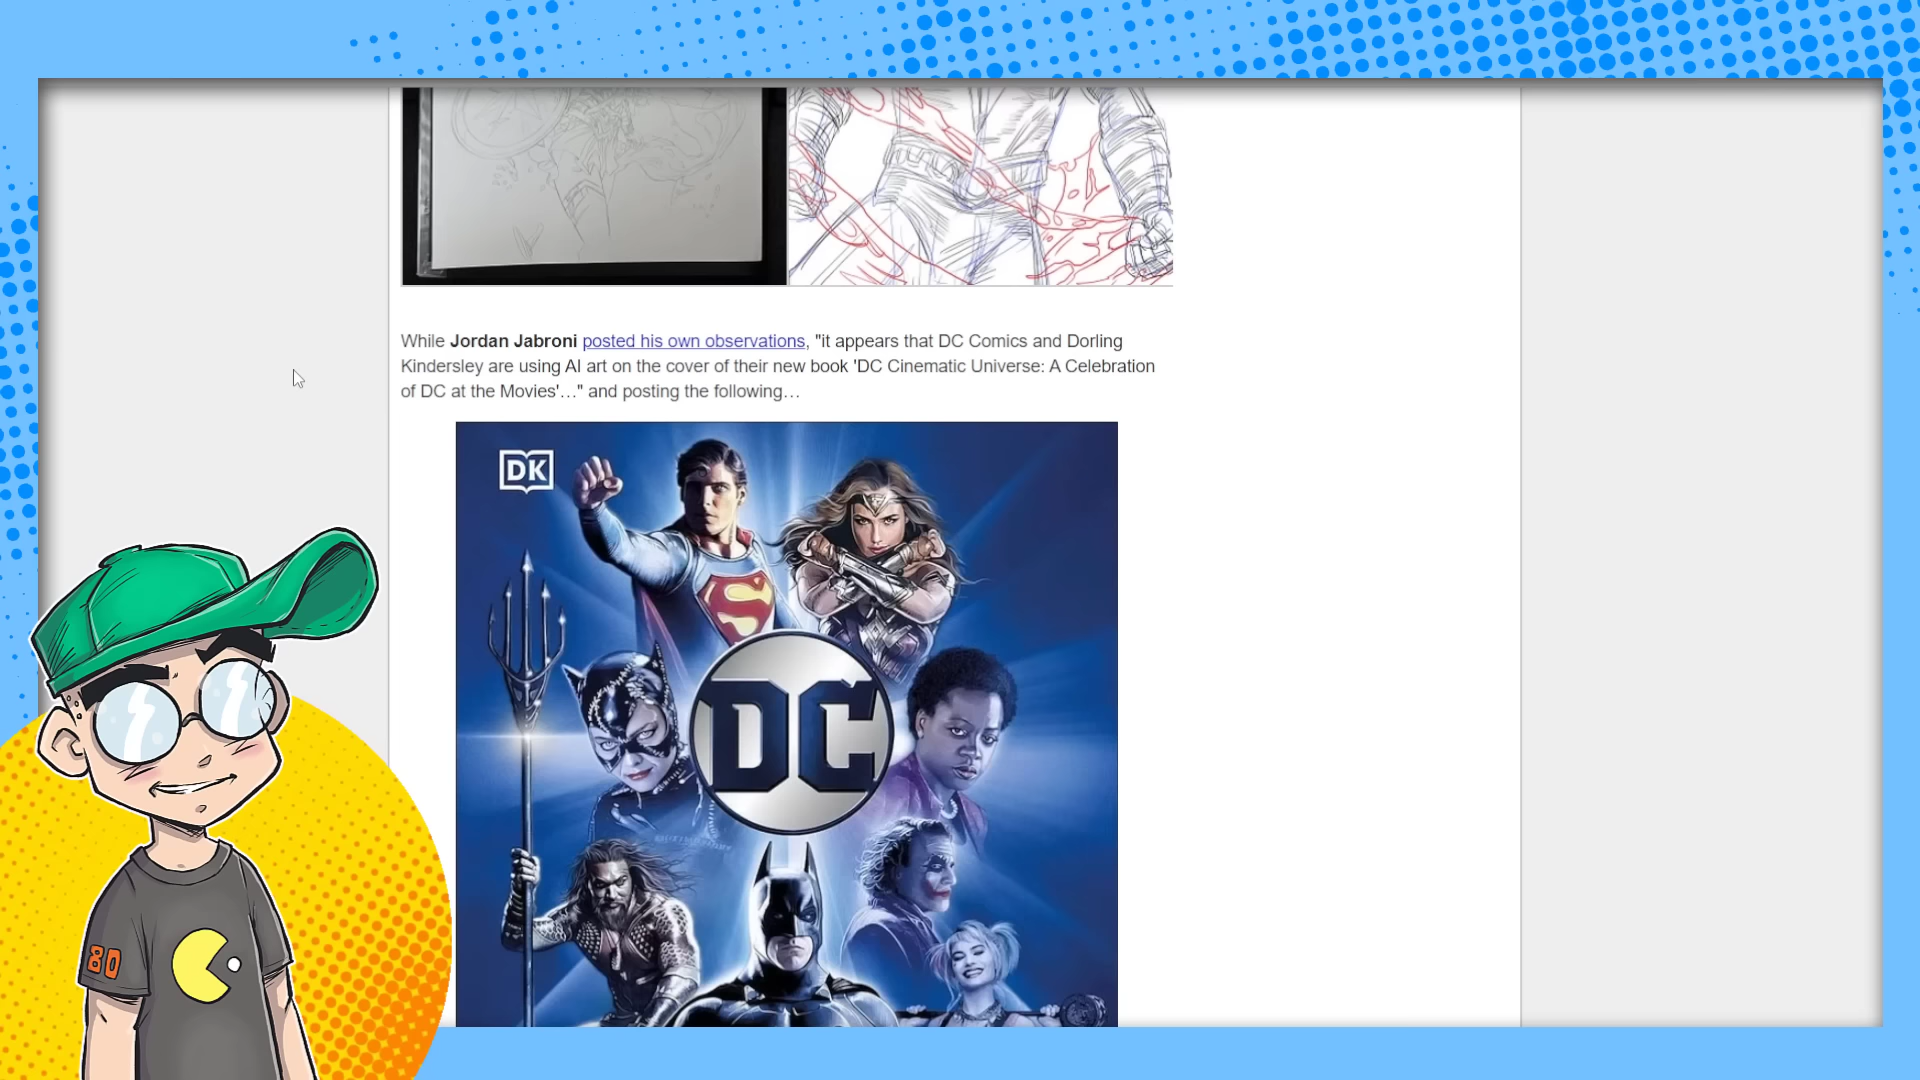 While Jordan Jabroni posted his own observations, "it appears that DC Comics and Dorling
Kindersley are using AI art on the cover of their new book 'DC Cinematic Universe: A Celebration
of DC at the Movies'…" and posting the following…
DK
DC
80